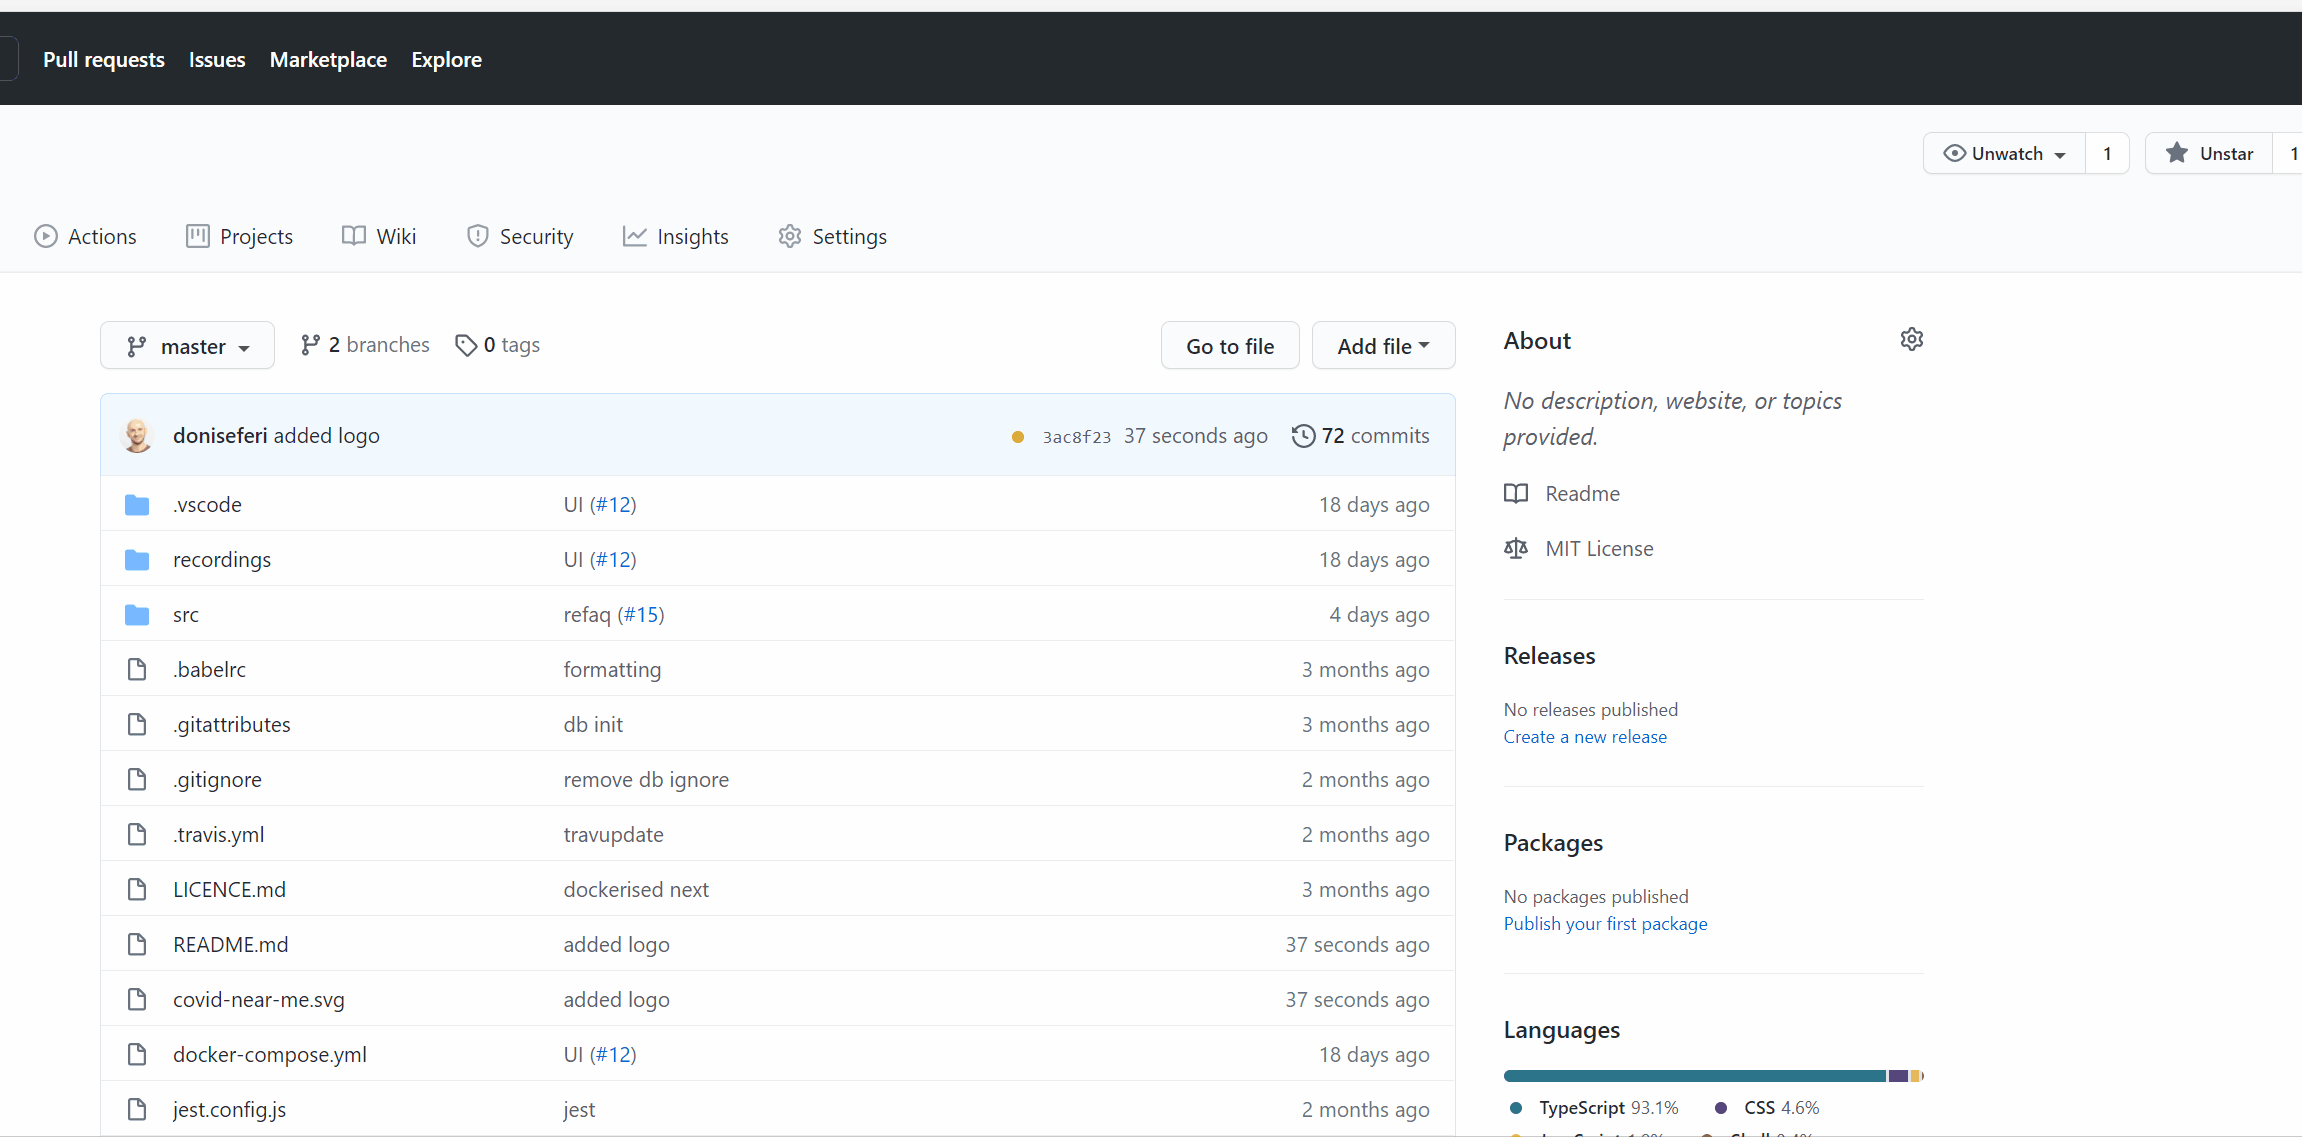 Pull requests Issues Marketplace Explore
Unwatch 1 Unstar 1
Actions Projects Wiki Security Insights Settings
master 2 branches 0 tags Go to file Add file
doniseferi added logo 3ac8f23 37 seconds ago 72 commits
.vscode UI (#12) 18 days ago
recordings UI (#12) 18 days ago
src refaq (#15) 4 days ago
.babelrc formatting 3 months ago
.gitattributes db init 3 months ago
.gitignore remove db ignore 2 months ago
.travis.yml travupdate 2 months ago
LICENCE.md dockerised next 3 months ago
README.md added logo 37 seconds ago
covid-near-me.svg added logo 37 seconds ago
docker-compose.yml UI (#12) 18 days ago
jest.config.js jest 2 months ago
About
No description, website, or topics
provided.
Readme
MIT License
Releases
No releases published
Create a new release
Packages
No packages published
Publish your first package
Languages
TypeScript 93.1% CSS 4.6%